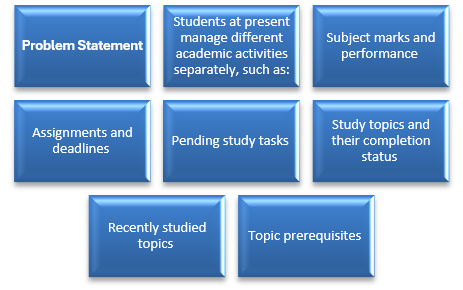 Problem Statement
Students at present
manage different
academic activities
separately, such as:
Subject marks and
performance
Assignments and
deadlines
Pending study tasks
Study topics and
their completion
status
Recently studied
topics
Topic prerequisites